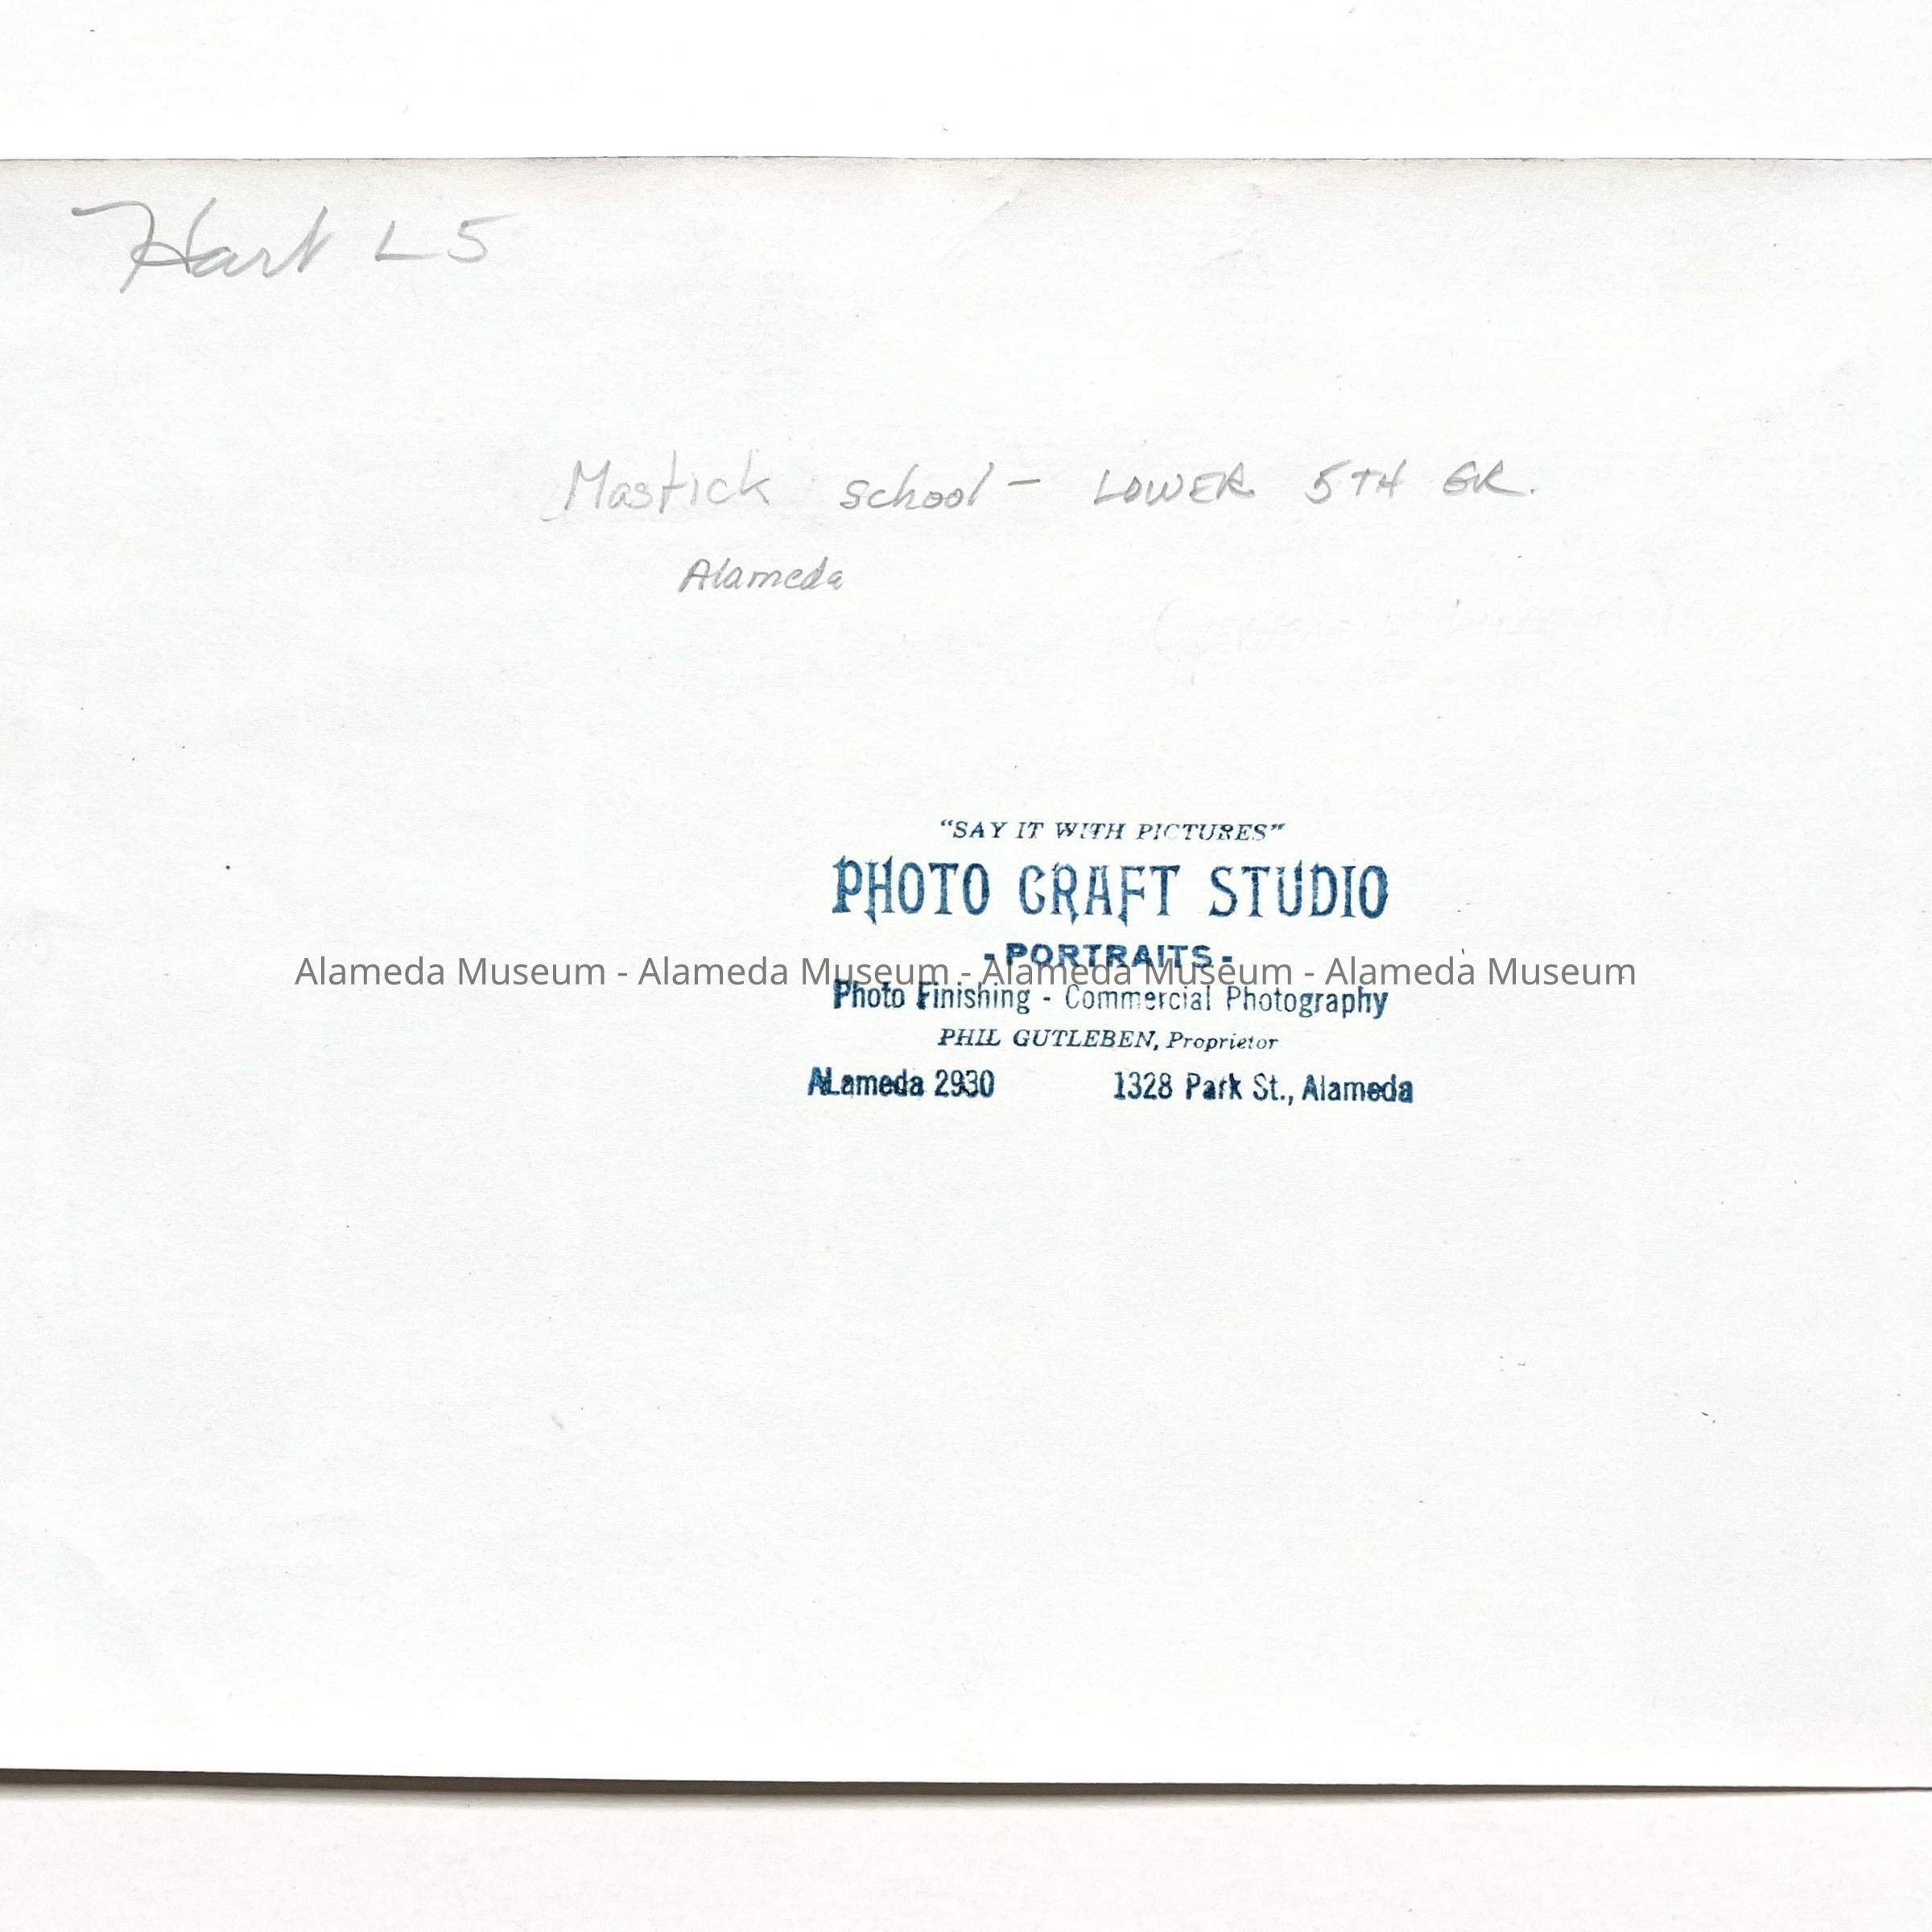 Hart L5
Mastick school - LOWER 5TH GR.
Alameda
"SAY IT WITH PICTURES"
PHOTO CRAFT STUDIO
- PORTRAITS -
Alameda Museum - Alameda Museum - Alameda Museum - Alameda Museum
Photo Finishing - Commercial Photography
PHIL GUTLEBEN, Proprietor
ALameda 2930 1328 Park St., Alameda